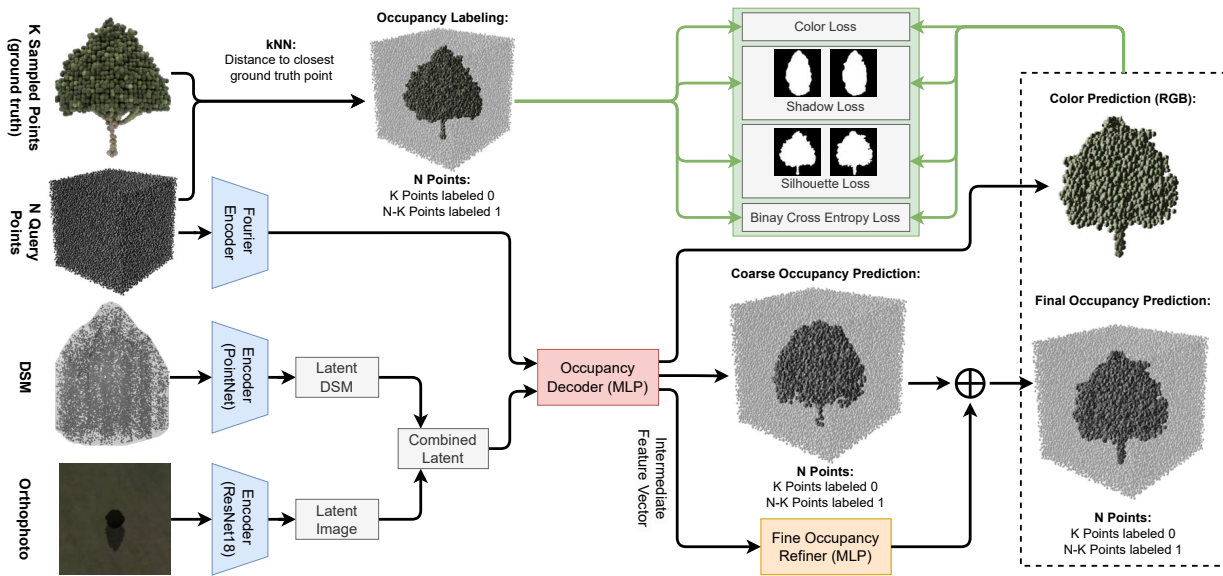 K Sampled Points
(ground truth)
kNN:
Distance to closest
ground truth point
Occupancy Labeling:
N Points:
K Points labeled 0
N-K Points labeled 1
Color Loss
Shadow Loss
Silhouette Loss
Binay Cross Entropy Loss
Color Prediction (RGB):
N Query
Points
Fourier
Encoder
DSM
Encoder
(PointNet)
Latent
DSM
Combined
Latent
Orthophoto
Encoder
(ResNet18)
Latent
Image
Occupancy
Decoder (MLP)
Intermediate
Feature Vector
Coarse Occupancy Prediction:
N Points:
K Points labeled 0
N-K Points labeled 1
Fine Occupancy
Refiner (MLP)
Final Occupancy Prediction:
N Points:
K Points labeled 0
N-K Points labeled 1